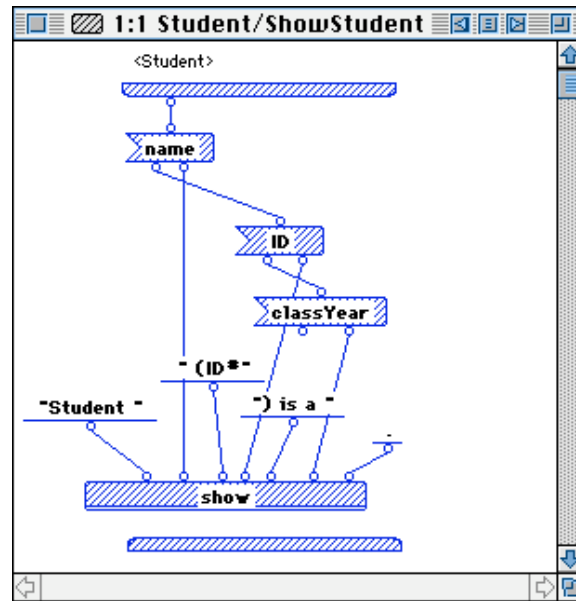 1:1 Student/ShowStudent
<Student>
name
ID
classYear
" (ID#"
"Student "
") is a "
show